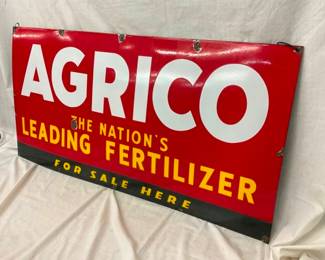 AGRICO
THE NATION'S
LEADING FERTILIZER
FOR SALE HERE